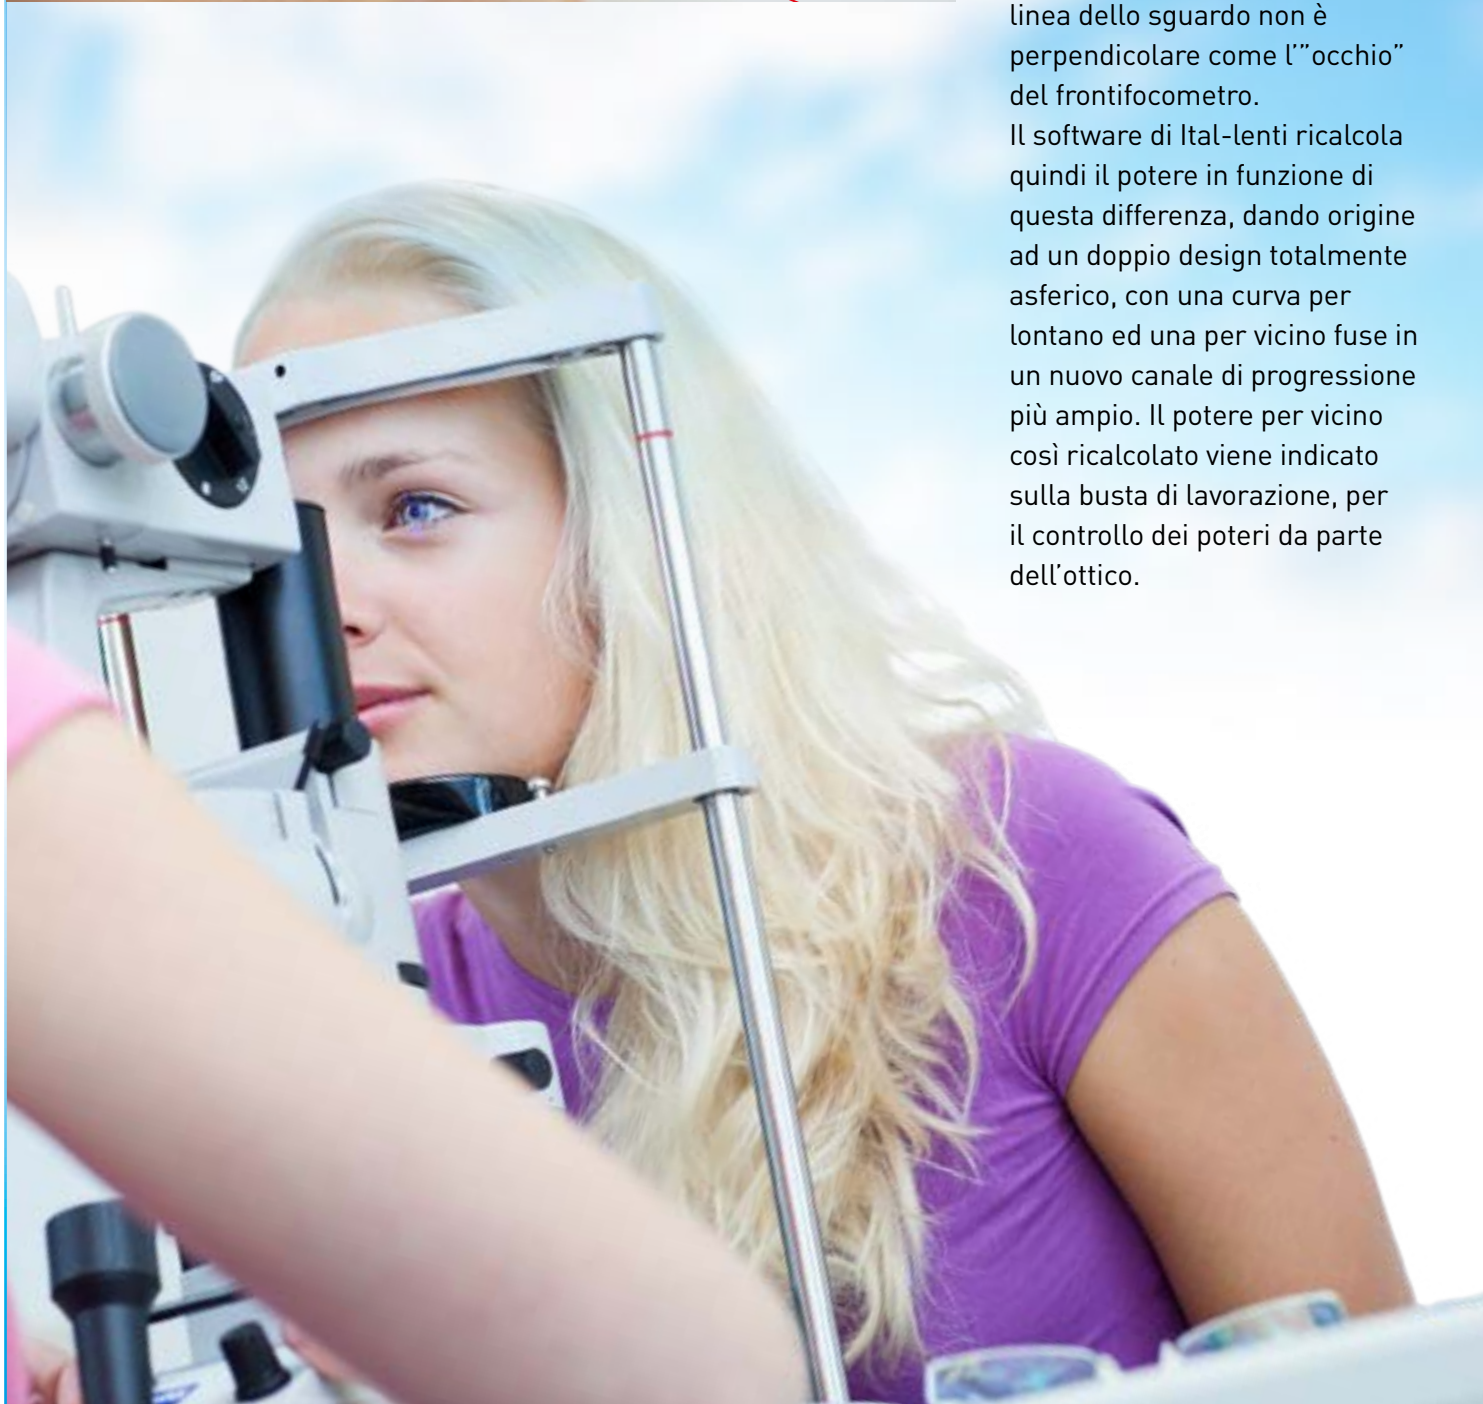 linea dello sguardo non è
perpendicolare come l’”occhio”
del frontifocometro.
Il software di Ital-lenti ricalcola
quindi il potere in funzione di
questa differenza, dando origine
ad un doppio design totalmente
asferico, con una curva per
lontano ed una per vicino fuse in
un nuovo canale di progressione
più ampio. Il potere per vicino
così ricalcolato viene indicato
sulla busta di lavorazione, per
il controllo dei poteri da parte
dell’ottico.